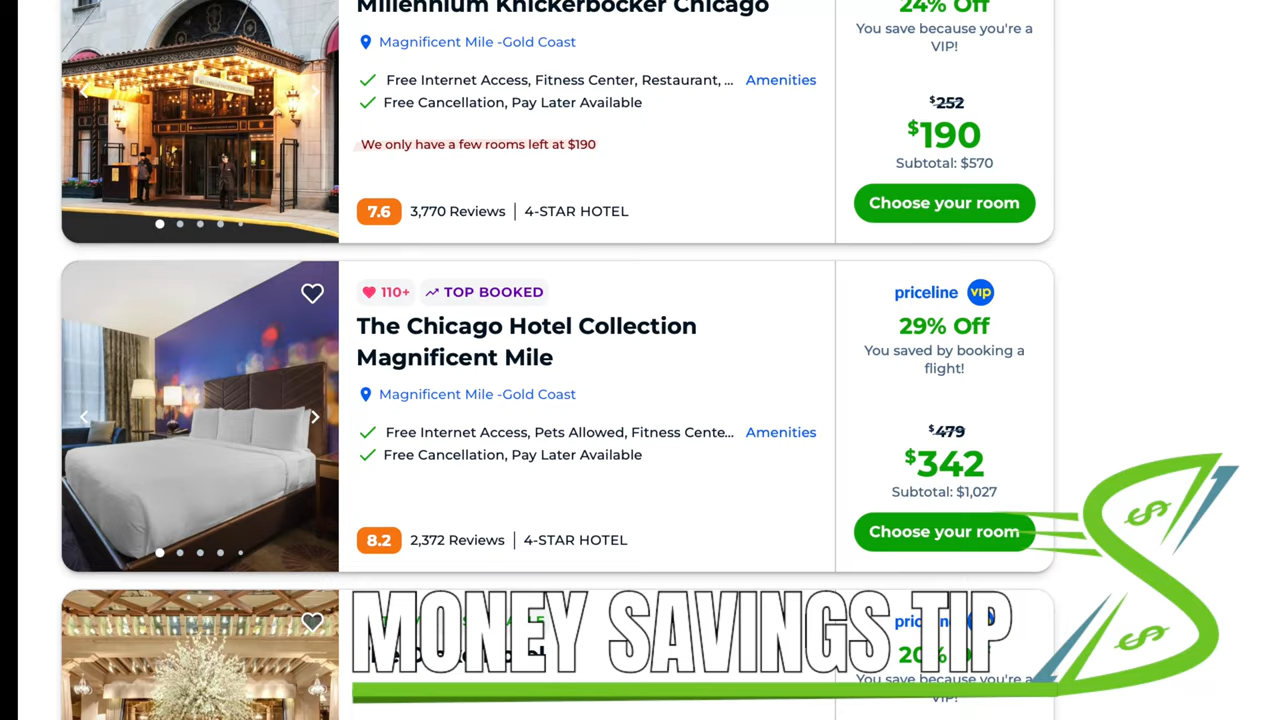 Millennium Knickerbocker Chicago
Magnificent Mile -Gold Coast
Free Internet Access, Fitness Center, Restaurant, ... Amenities
Free Cancellation, Pay Later Available
We only have a few rooms left at $190
7.6 3,770 Reviews | 4-STAR HOTEL
24% Off
You save because you're a
VIP!
$252
$190
Subtotal: $570
Choose your room
110+ TOP BOOKED
The Chicago Hotel Collection
Magnificent Mile
Magnificent Mile -Gold Coast
Free Internet Access, Pets Allowed, Fitness Cente... Amenities
Free Cancellation, Pay Later Available
8.2 2,372 Reviews | 4-STAR HOTEL
priceline vip
29% Off
You saved by booking a
flight!
$479
$342
Subtotal: $1,027
Choose your room
MONEY SAVINGS TIP
You save because you're a
VIP!
$
$